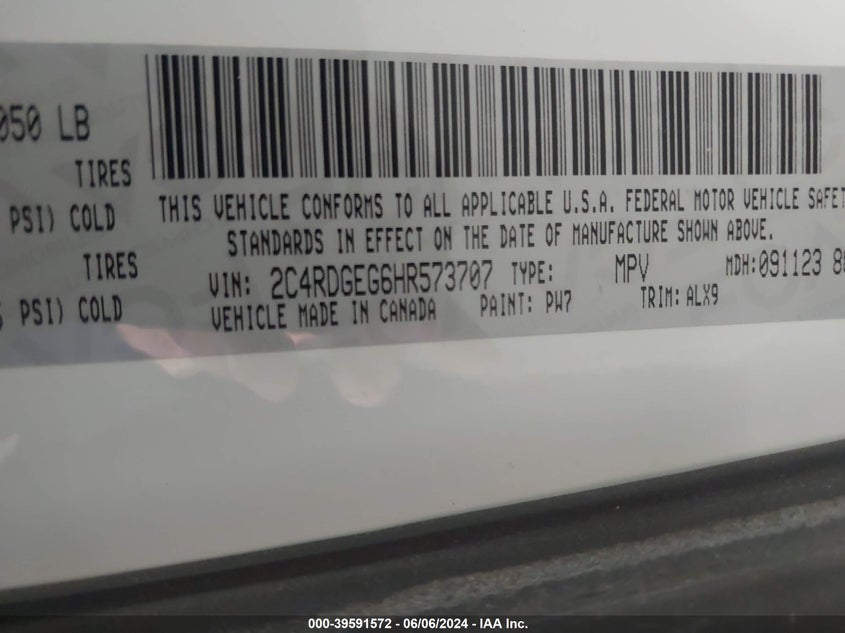 050 LB
TIRES
PSI) COLD
TIRES
PSI) COLD
THIS VEHICLE CONFORMS TO ALL APPLICABLE U.S.A. FEDERAL MOTOR VEHICLE SAFET
STANDARDS IN EFFECT ON THE DATE OF MANUFACTURE SHOWN ABOVE.
VIN: 2C4RDGEG6HR573707 TYPE: MPV MDH:091123
VEHICLE MADE IN CANADA PAINT: PW7 TRIM:ALX9
000-39591572 - 06/06/2024 - IAA Inc.